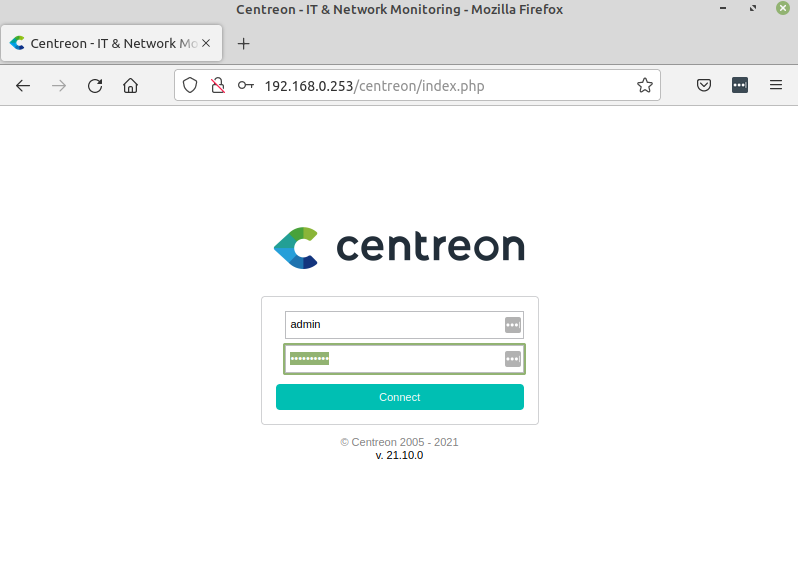 Centreon - IT & Network Monitoring - Mozilla Firefox
Centreon - IT & Network Mo
192.168.0.253/centreon/index.php
centreon
admin
••••••••••
Connect
© Centreon 2005 - 2021
v. 21.10.0